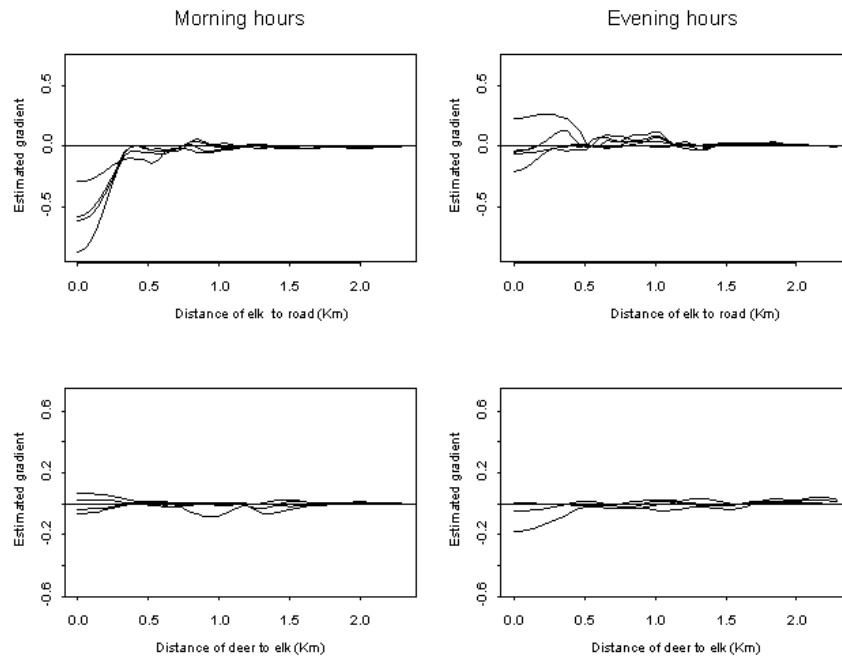 Morning hours
Evening hours
Estimated gradient
0.5
0.0
-0.5
0.0 0.5 1.0 1.5 2.0
Distance of elk to road (Km)
Estimated gradient
0.5
0.0
-0.5
0.0 0.5 1.0 1.5 2.0
Distance of elk to road (Km)
Estimated gradient
0.6
0.2
-0.2
-0.6
0.0 0.5 1.0 1.5 2.0
Distance of deer to elk (Km)
Estimated gradient
0.6
0.2
-0.2
-0.6
0.0 0.5 1.0 1.5 2.0
Distance of deer to elk (Km)